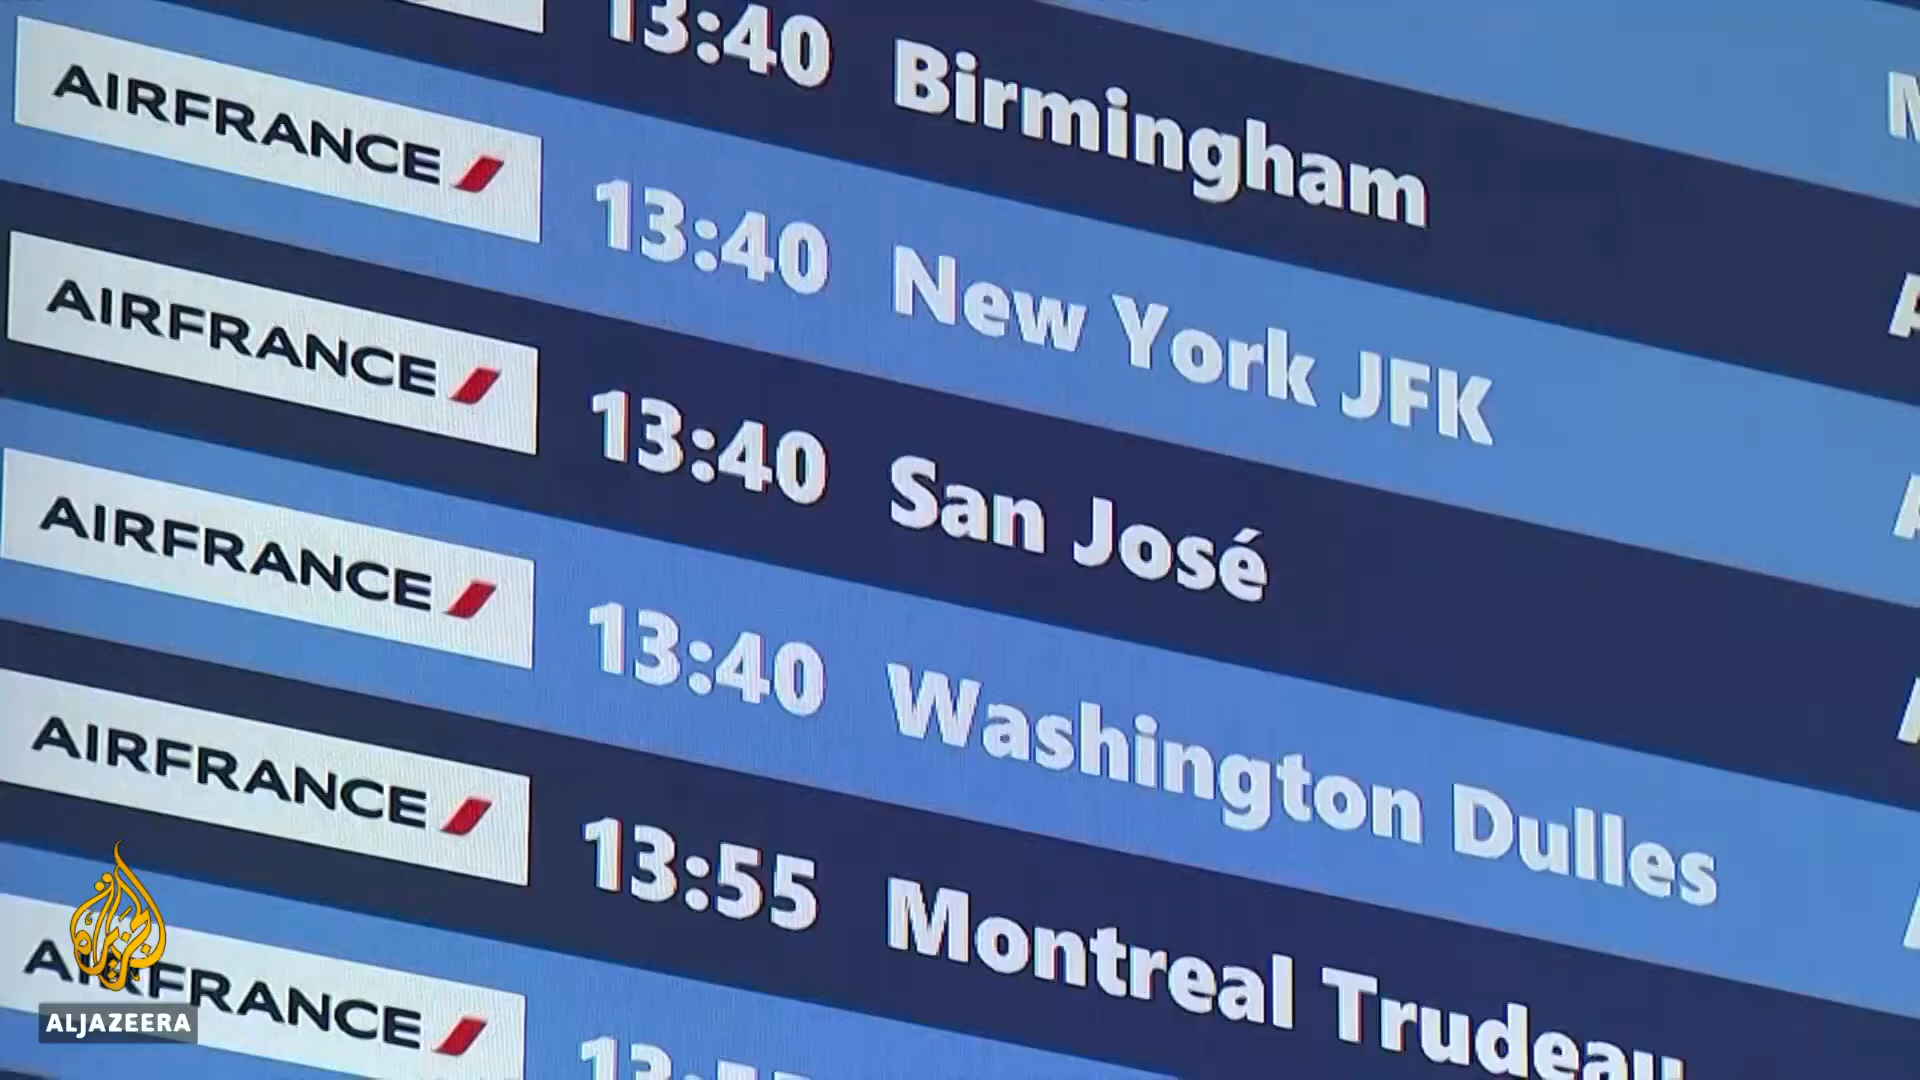 13:40 Birmingham
AIRFRANCE 13:40 New York JFK
AIRFRANCE 13:40 San José
AIRFRANCE 13:40 Washington Dulles
AIRFRANCE 13:55 Montreal Trudeau
AIRFRANCE
ALJAZEERA